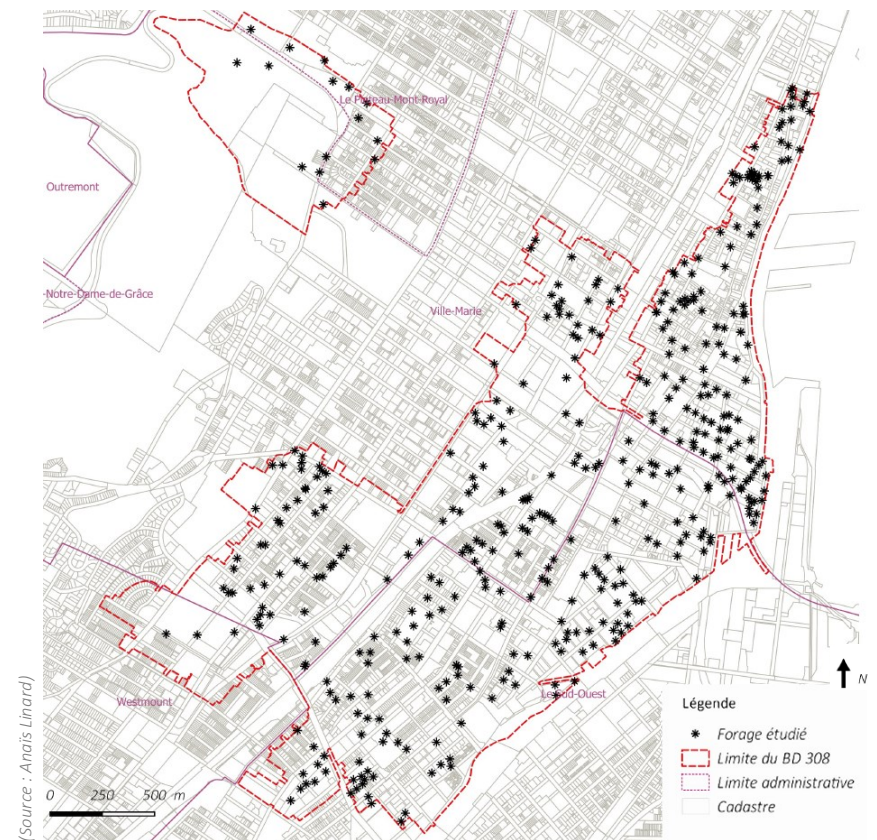 Le Plateau-Mont-Royal
Outremont
-Notre-Dame-de-Grâce
Ville-Marie
Westmount
Le Sud-Ouest
N
Légende
Forage étudié
Limite du BD 308
Limite administrative
Cadastre
0 250 500 m
(Source : Anaïs Linard)